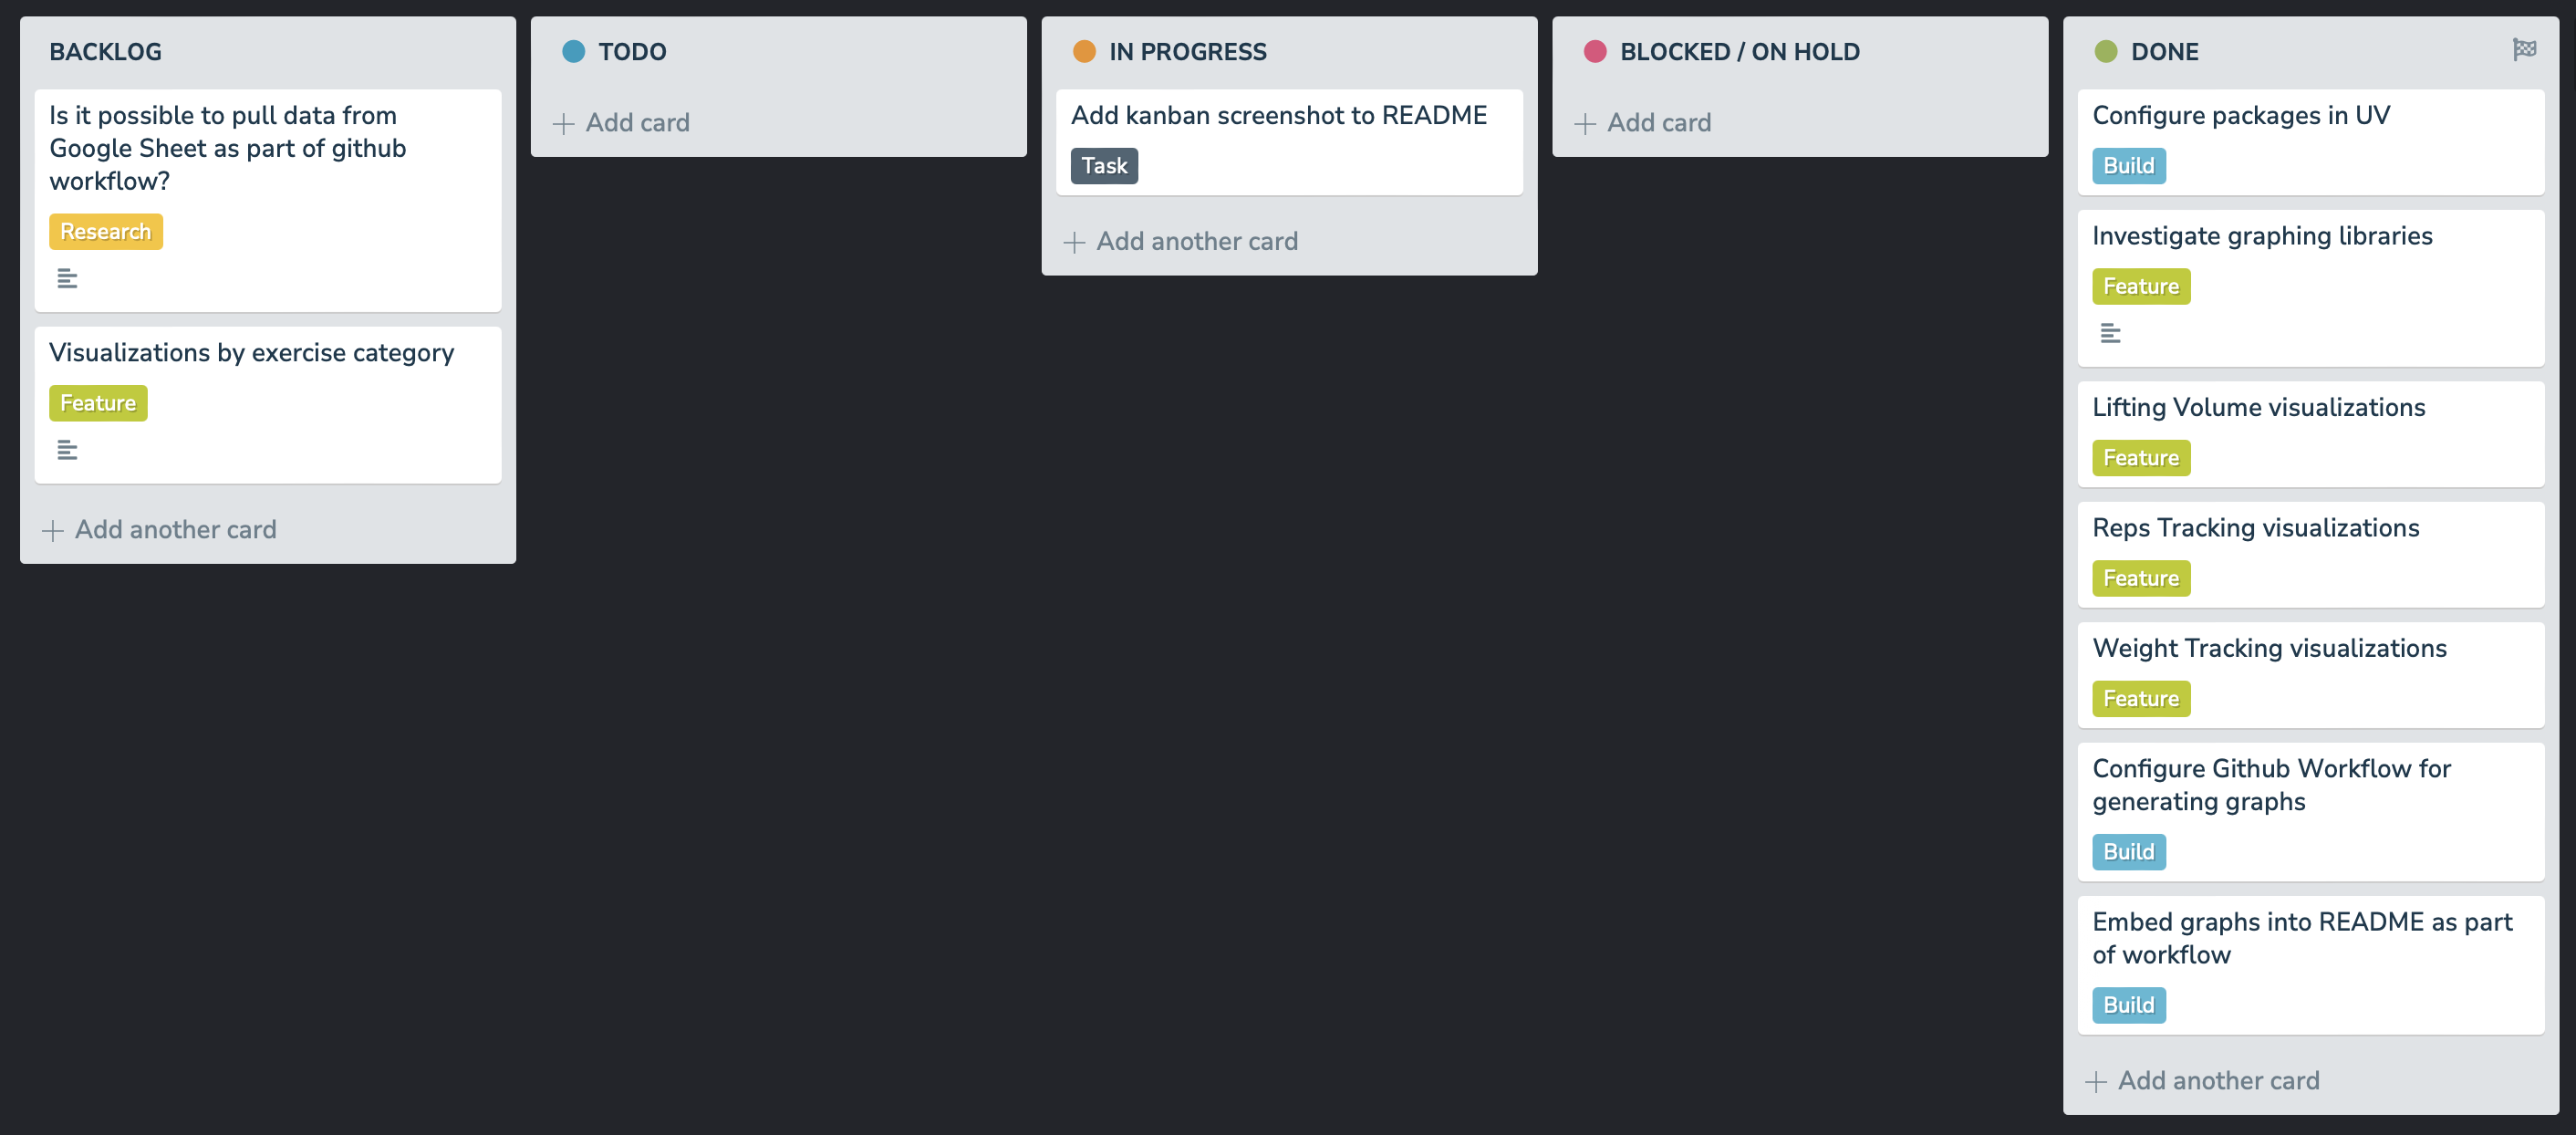 BACKLOG
Is it possible to pull data from
Google Sheet as part of github
workflow?
Research
Visualizations by exercise category
Feature
Add another card
TODO
Add card
IN PROGRESS
Add kanban screenshot to README
Task
Add another card
BLOCKED / ON HOLD
Add card
DONE
Configure packages in UV
Build
Investigate graphing libraries
Feature
Lifting Volume visualizations
Feature
Reps Tracking visualizations
Feature
Weight Tracking visualizations
Feature
Configure Github Workflow for
generating graphs
Build
Embed graphs into README as part
of workflow
Build
Add another card